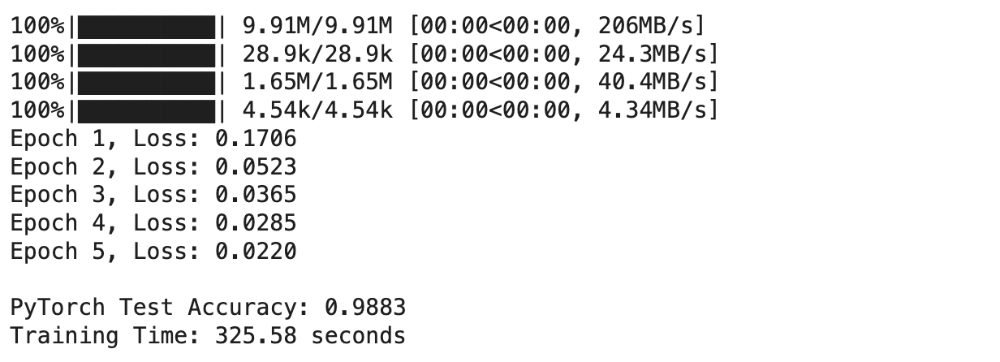 100%|██████████| 9.91M/9.91M [00:00<00:00, 206MB/s]
100%|██████████| 28.9k/28.9k [00:00<00:00, 24.3MB/s]
100%|██████████| 1.65M/1.65M [00:00<00:00, 40.4MB/s]
100%|██████████| 4.54k/4.54k [00:00<00:00, 4.34MB/s]
Epoch 1, Loss: 0.1706
Epoch 2, Loss: 0.0523
Epoch 3, Loss: 0.0365
Epoch 4, Loss: 0.0285
Epoch 5, Loss: 0.0220
PyTorch Test Accuracy: 0.9883
Training Time: 325.58 seconds